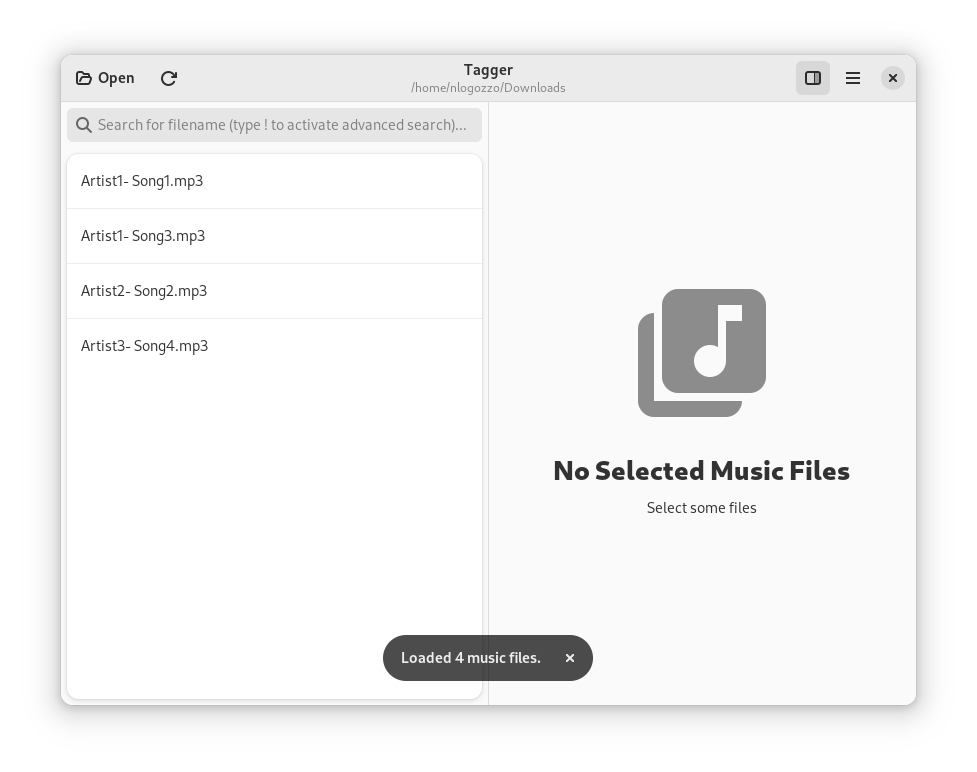 Open
Tagger
/home/nlogozzo/Downloads
Search for filename (type ! to activate advanced search)...
Artist1- Song1.mp3
Artist1- Song3.mp3
Artist2- Song2.mp3
Artist3- Song4.mp3
No Selected Music Files
Select some files
Loaded 4 music files.